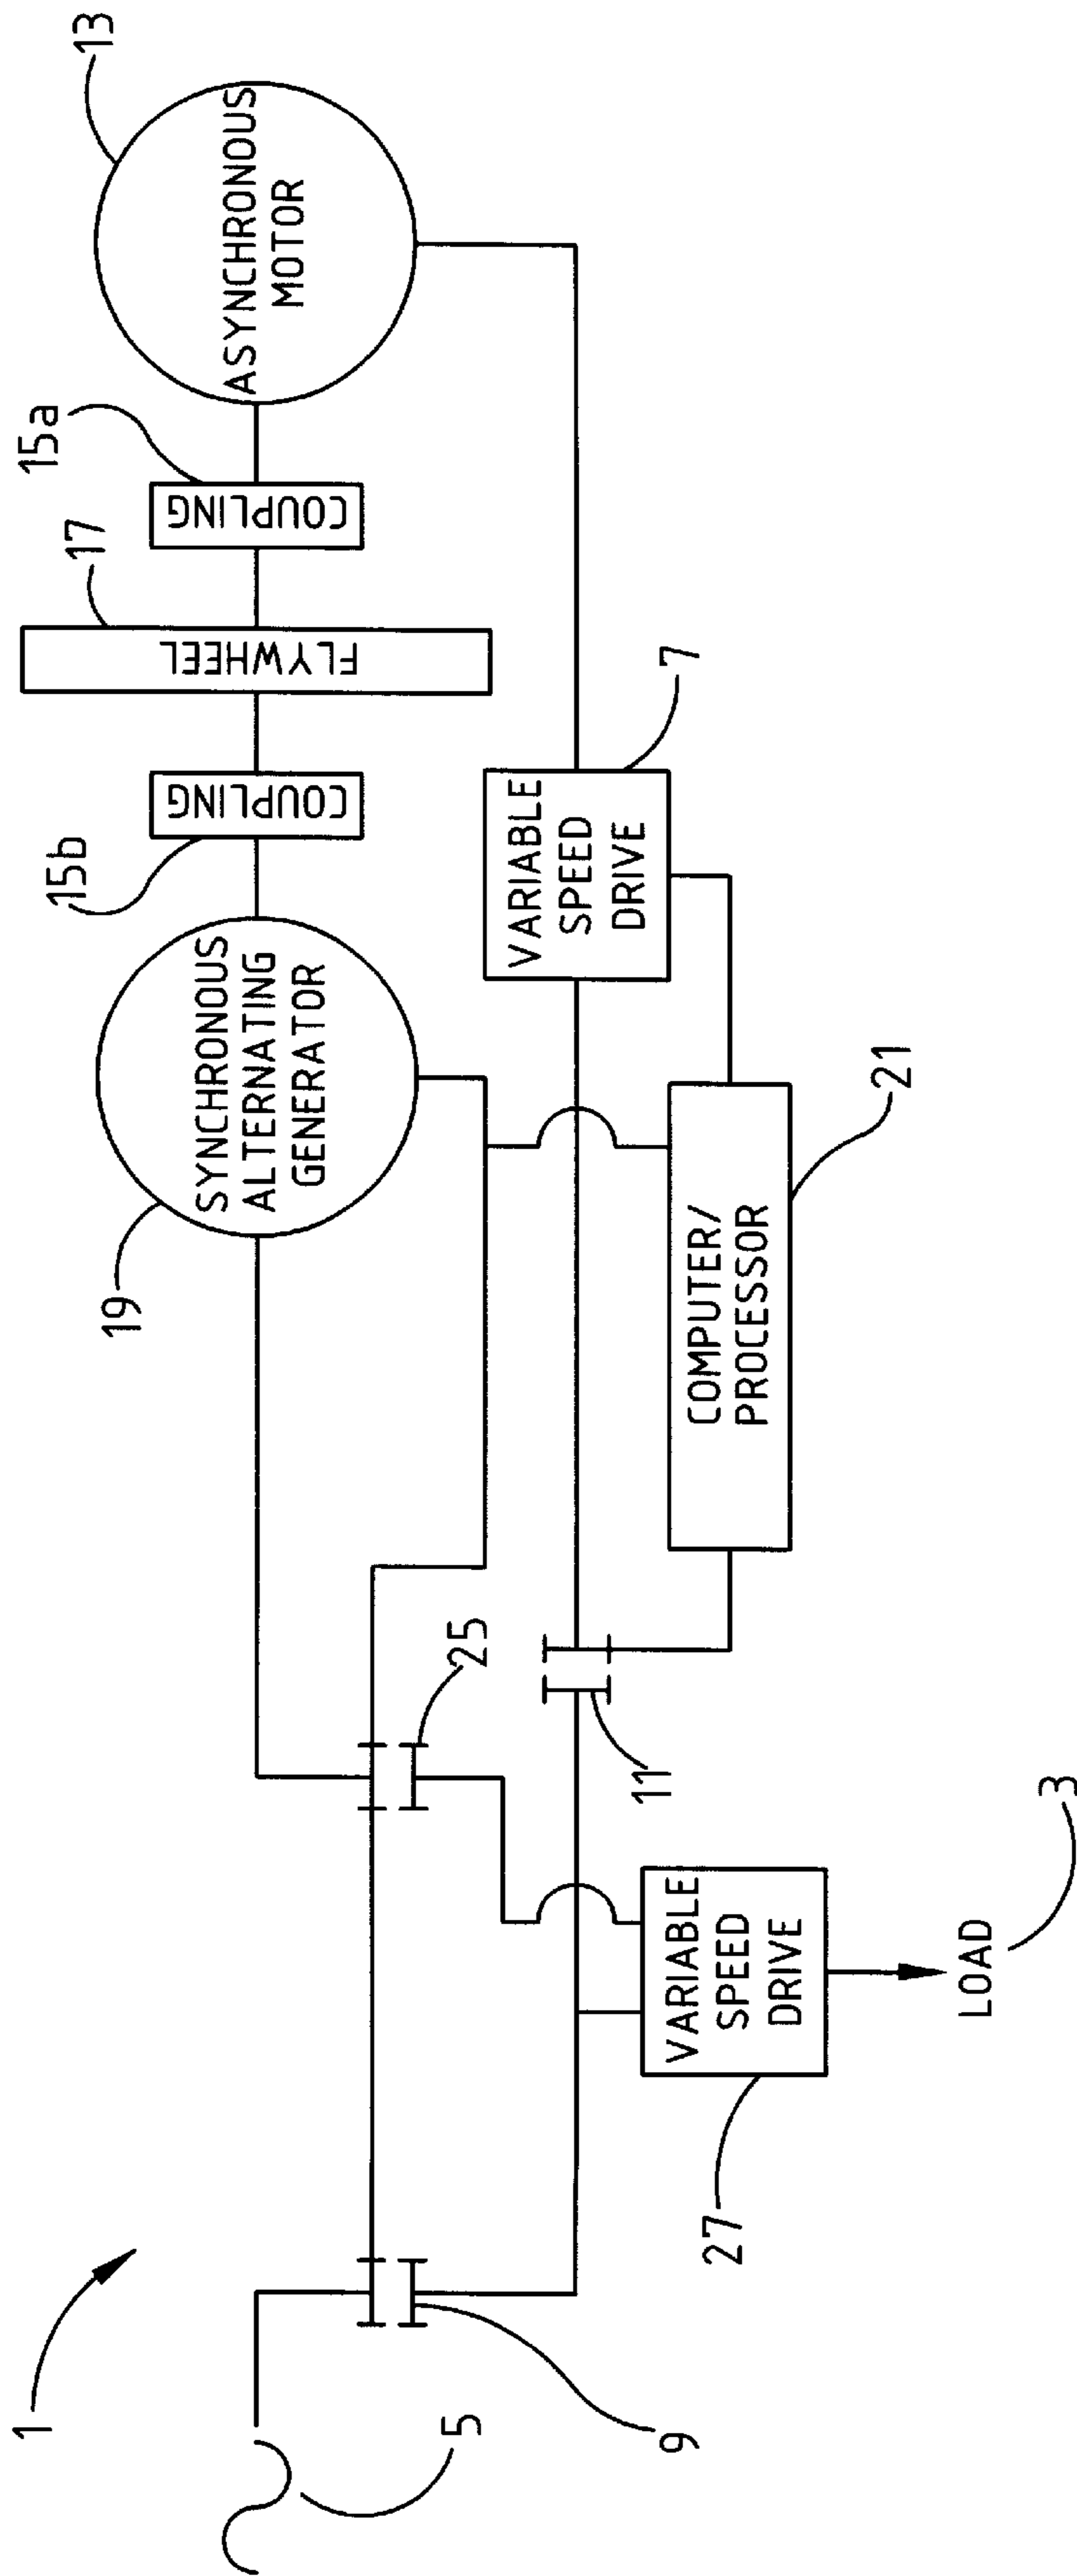 1
5
9
19
SYNCHRONOUS
ALTERNATING
GENERATOR
15b
COUPLING
17
FLYWHEEL
15a
COUPLING
13
ASYNCHRONOUS
MOTOR
25
11
VARIABLE
SPEED
DRIVE
7
COMPUTER/
PROCESSOR
21
VARIABLE
SPEED
DRIVE
27
LOAD
3